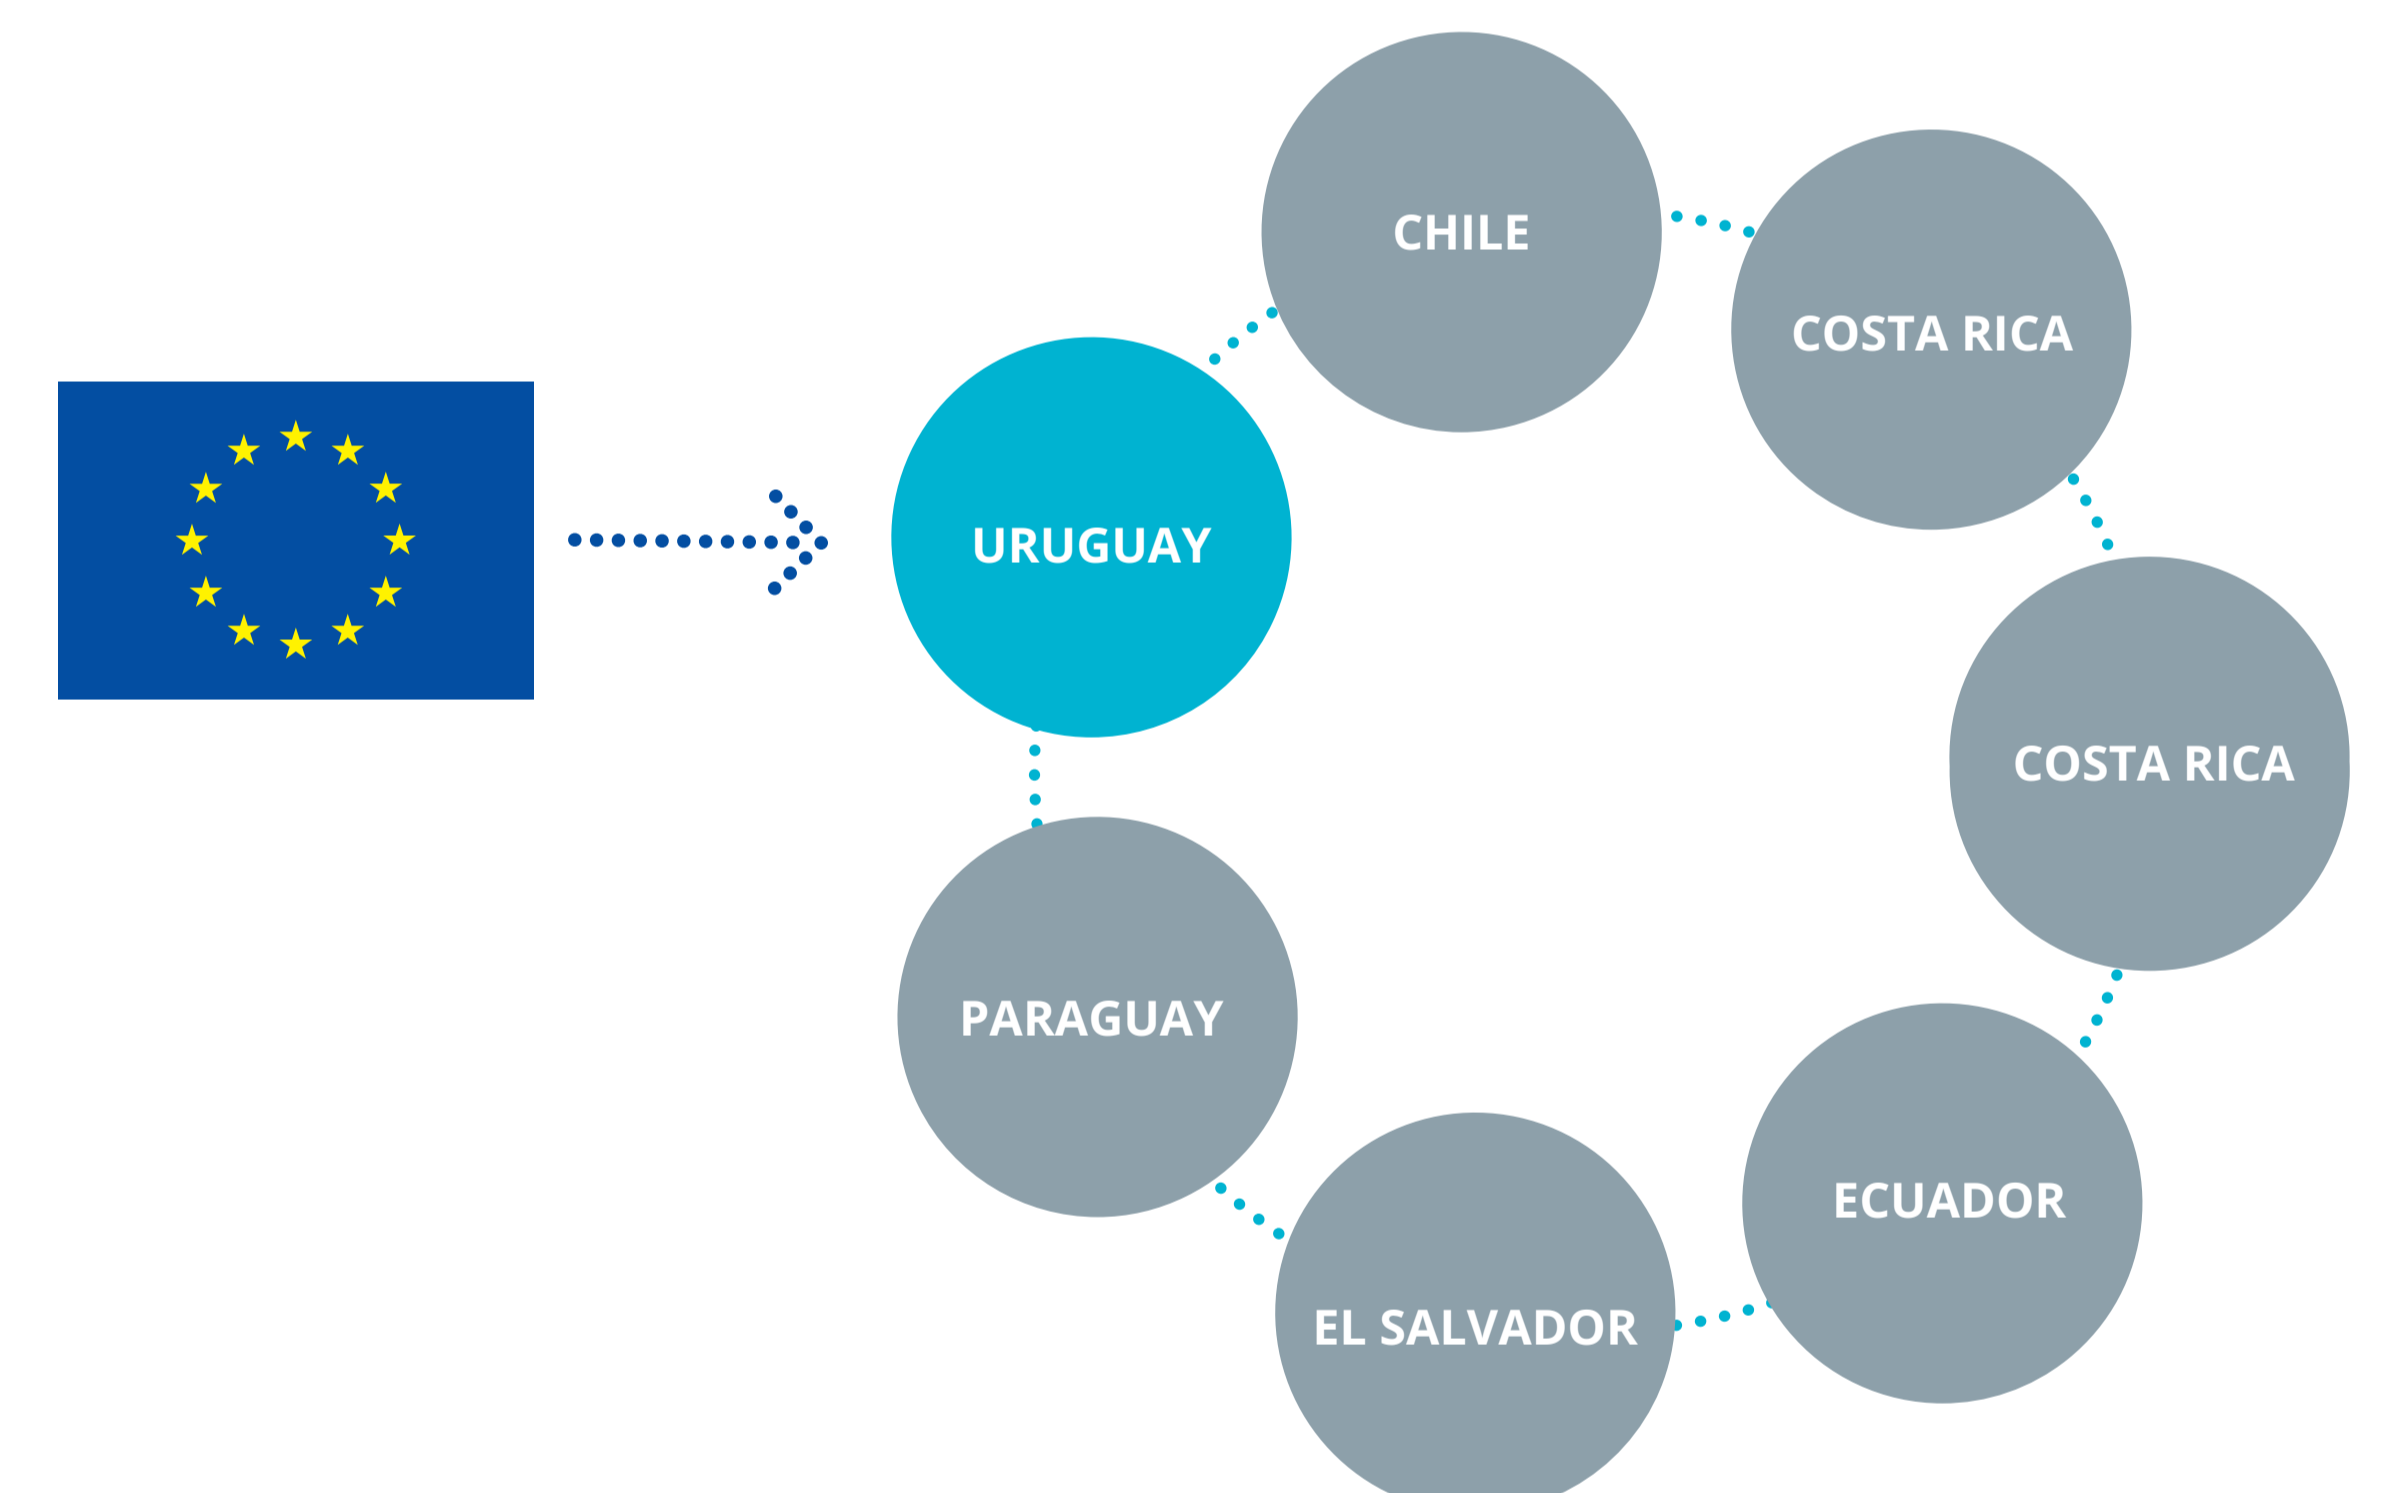 CHILE
COSTA RICA
URUGUAY
COSTA RICA
PARAGUAY
ECUADOR
EL SALVADOR